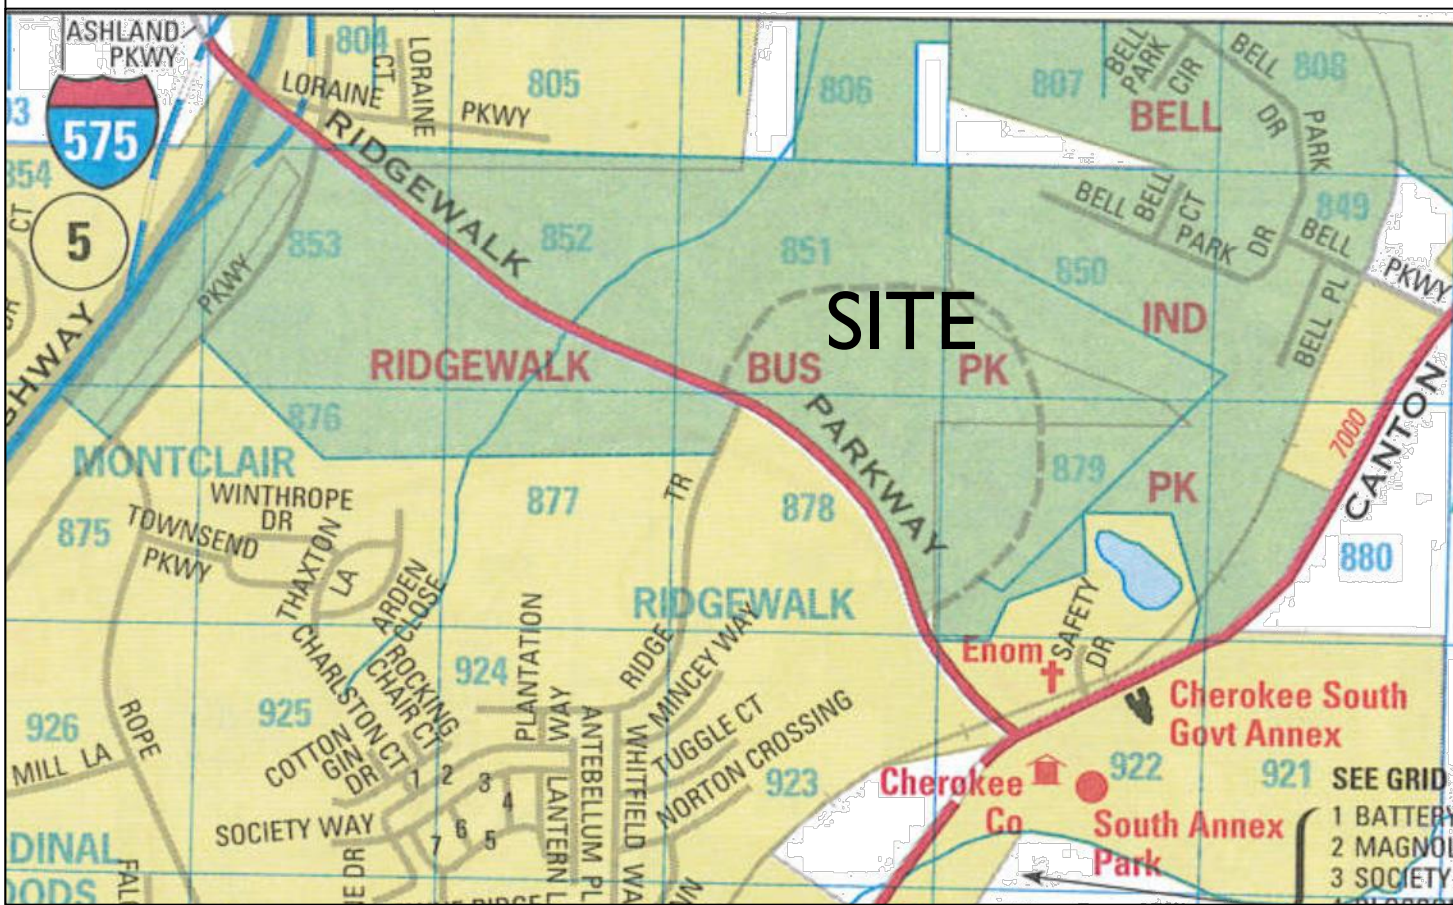 ASHLAND
PKWY
575
5
804
805
806
807
808
LORAINE
CT
LORAINE
PKWY
RIDGEWALK
BELL
PARK
CIR
BELL
DR
PARK
BELL
BELL
BELL
CT
PARK
DR
849
BELL
PKWY
BELL PL
854
CT
853
852
851
850
PKWY
SITE
IND
RIDGEWALK
BUS
PK
876
PARKWAY
7000
CANTON
MONTCLAIR
WINTHROPE
DR
877
TR
878
879
PK
875
TOWNSEND
PKWY
THAXTON
LA
ARDEN
CLOSE
880
RIDGEWALK
SAFETY
DR
Enom
CHARLSTON CT
ROCKING
CHAIR CT
924
PLANTATION
WAY
RIDGE
MINCEY WAY
Cherokee South
Govt Annex
926
ROPE
MILL LA
925
COTTON
GIN
DR
ANTEBELLUM PL
WHITFIELD WA
TUGGLE CT
NORTON CROSSING
923
Cherokee
Co
922
921
SEE GRID
1
2
3
4
5
6
7
SOCIETY WAY
LANTERN L
South Annex
Park
1 BATTERY
2 MAGNOL
3 SOCIETY
DINAL
OODS